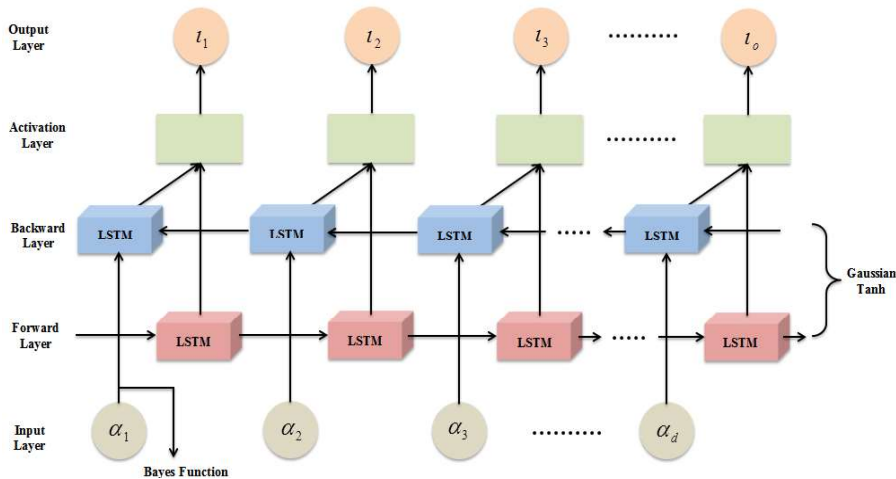 Output
Layer
ι₁
ι₂
ι₃
..........
ιₒ
Activation
Layer
..........
Backward
Layer
LSTM
LSTM
LSTM
.....
LSTM
Gaussian
Tanh
Forward
Layer
LSTM
LSTM
LSTM
.....
LSTM
Input
Layer
α₁
α₂
α₃
..........
α_d
Bayes Function